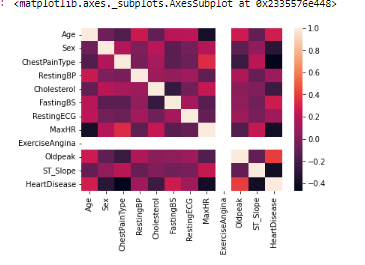 : <matplotlib.axes._subplots.AxesSubplot at 0x2335576e448>
1.0
Age
Sex
0.8
ChestPainType
0.6
RestingBP
Cholesterol
0.4
FastingBS
0.2
RestingECG
MaxHR
0.0
ExerciseAngina
Oldpeak
−0.2
ST_Slope
−0.4
HeartDisease
Age
Sex
ChestPainType
RestingBP
Cholesterol
FastingBS
RestingECG
MaxHR
ExerciseAngina
Oldpeak
ST_Slope
HeartDisease